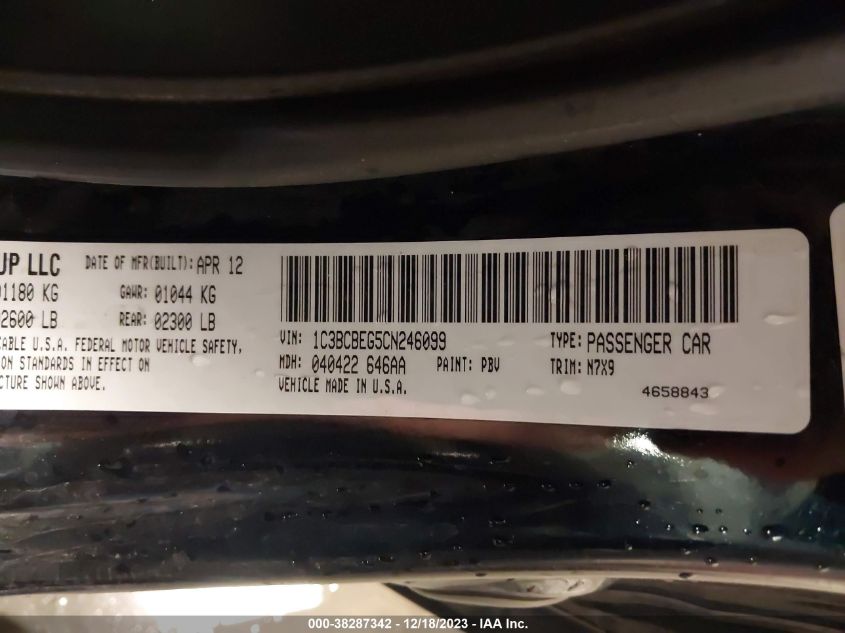 UP LLC DATE OF MFR(BUILT): APR 12
01180 KG GAWR: 01044 KG
2600 LB REAR: 02300 LB
CABLE U.S.A. FEDERAL MOTOR VEHICLE SAFETY,
ON STANDARDS IN EFFECT ON
CTURE SHOWN ABOVE.
VIN: 1C3BCBEG5CN246099 TYPE: PASSENGER CAR
MDH: 040422 646AA PAINT: PBV TRIM: N7X9
VEHICLE MADE IN U.S.A.
4658843
000-38287342 - 12/18/2023 - IAA Inc.